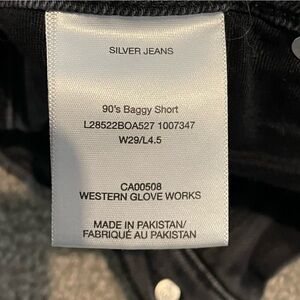 SILVER JEANS
90's Baggy Short
L28522BOA527 1007347
W29/L4.5
CA00508
WESTERN GLOVE WORKS
MADE IN PAKISTAN/
FABRIQUÉ AU PAKISTAN